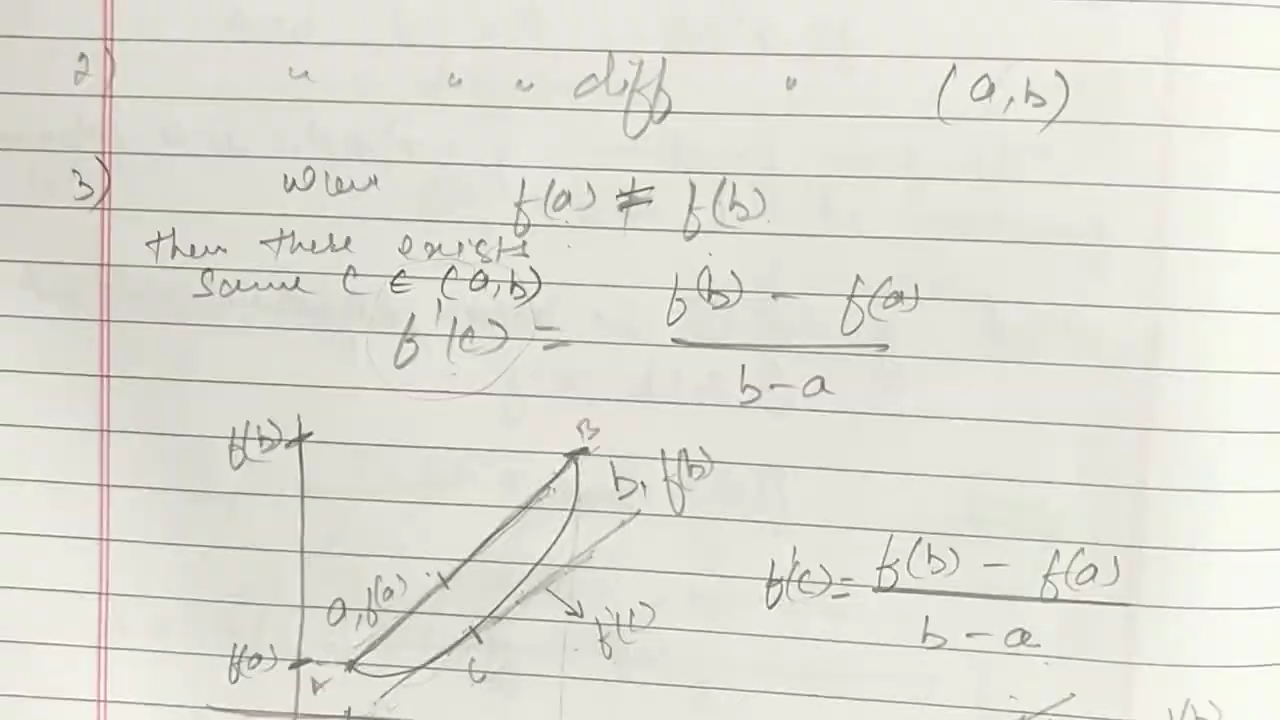 2) " " " diff " (a,b)
3) when f(a) ≠ f(b)
then there exists
some c ∈ (a,b)
f'(c) = f(b) - f(a) / b-a
f(b)
B
b, f(b)
a, f(a)
f'(c) = f(b) - f(a) / b-a
f'(c)
f(a)
A
c